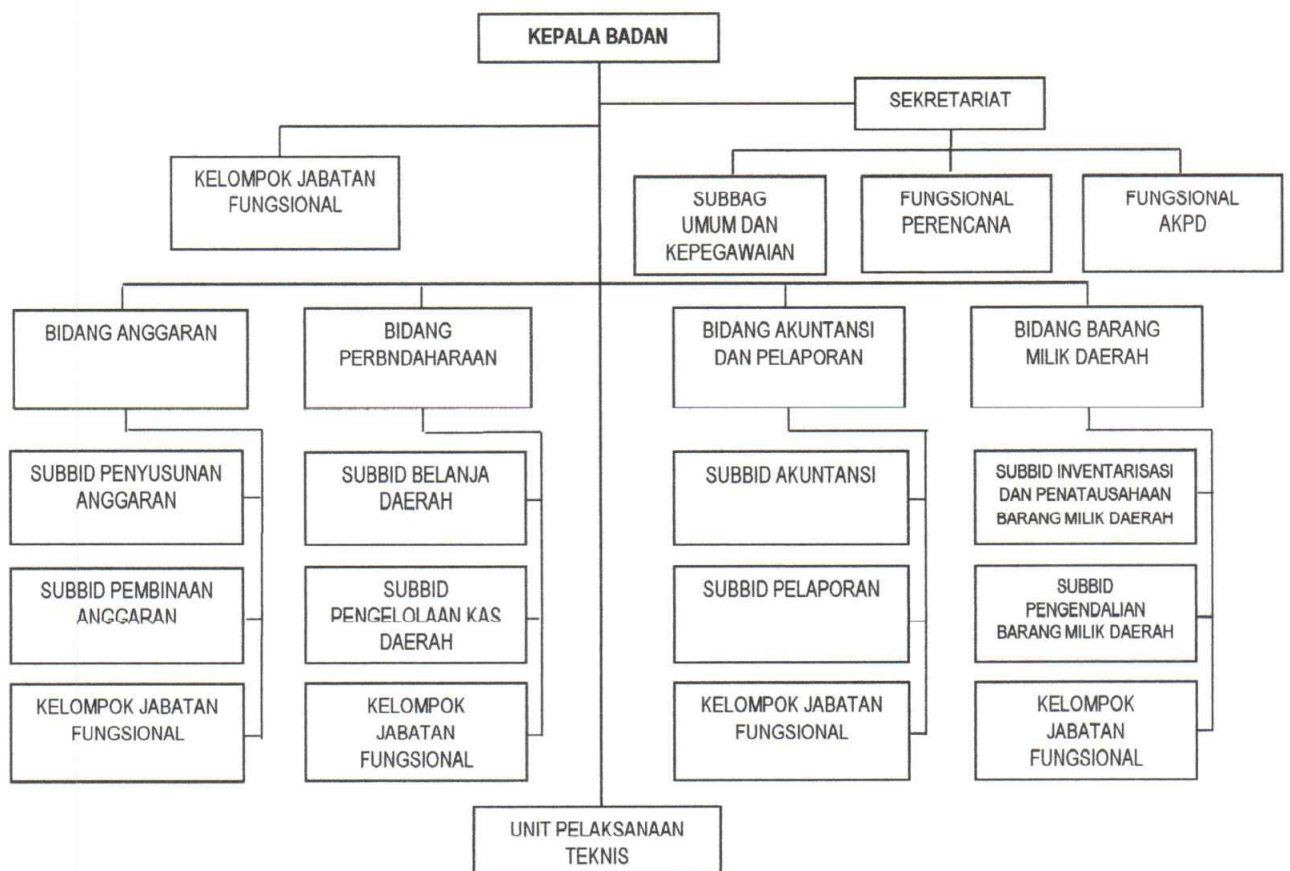 KEPALA BADAN
SEKRETARIAT
KELOMPOK JABATAN
FUNGSIONAL
SUBBAG
UMUM DAN
KEPEGAWAIAN
FUNGSIONAL
PERENCANA
FUNGSIONAL
AKPD
BIDANG ANGGARAN
BIDANG
PERBNDAHARAAN
BIDANG AKUNTANSI
DAN PELAPORAN
BIDANG BARANG
MILIK DAERAH
SUBBID PENYUSUNAN
ANGGARAN
SUBBID BELANJA
DAERAH
SUBBID AKUNTANSI
SUBBID INVENTARISASI
DAN PENATAUSAHAAN
BARANG MILIK DAERAH
SUBBID PEMBINAAN
ANGGARAN
SUBBID
PENGELOLAAN KAS
DAERAH
SUBBID PELAPORAN
SUBBID
PENGENDALIAN
BARANG MILIK DAERAH
KELOMPOK JABATAN
FUNGSIONAL
KELOMPOK
JABATAN
FUNGSIONAL
KELOMPOK JABATAN
FUNGSIONAL
KELOMPOK
JABATAN
FUNGSIONAL
UNIT PELAKSANAAN
TEKNIS